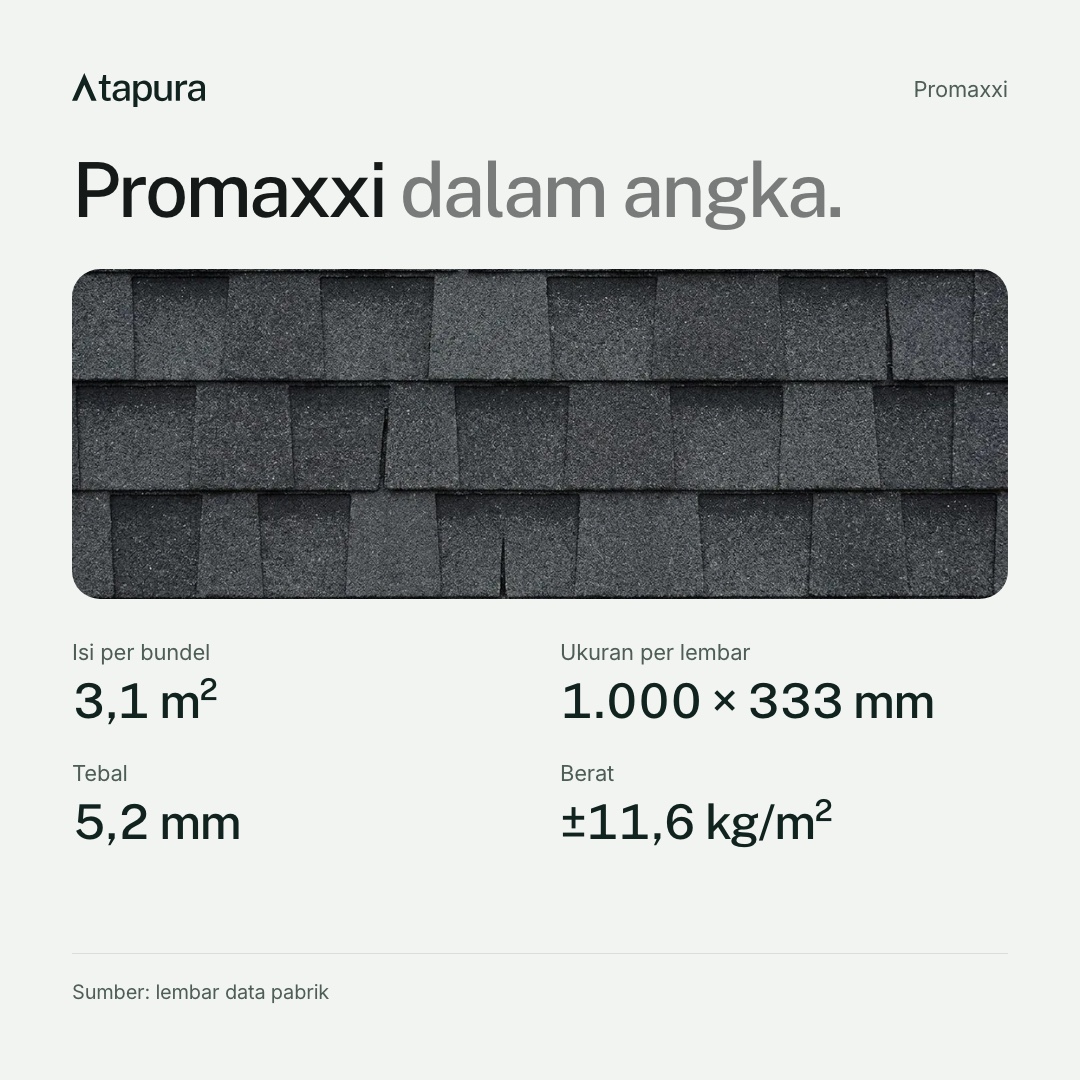 Atapura
Promaxxi
Promaxxi dalam angka.
Isi per bundel
3,1 m²
Ukuran per lembar
1.000 × 333 mm
Tebal
5,2 mm
Berat
±11,6 kg/m²
Sumber: lembar data pabrik